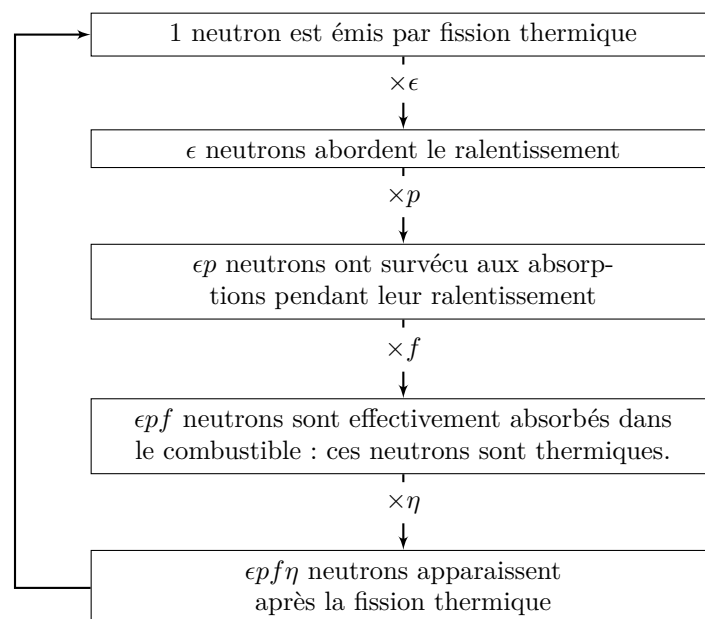 1 neutron est émis par fission thermique
×ϵ
ϵ neutrons abordent le ralentissement
×p
ϵp neutrons ont survécu aux absorp-
tions pendant leur ralentissement
×f
ϵpf neutrons sont effectivement absorbés dans
le combustible : ces neutrons sont thermiques.
×η
ϵpfη neutrons apparaissent
après la fission thermique